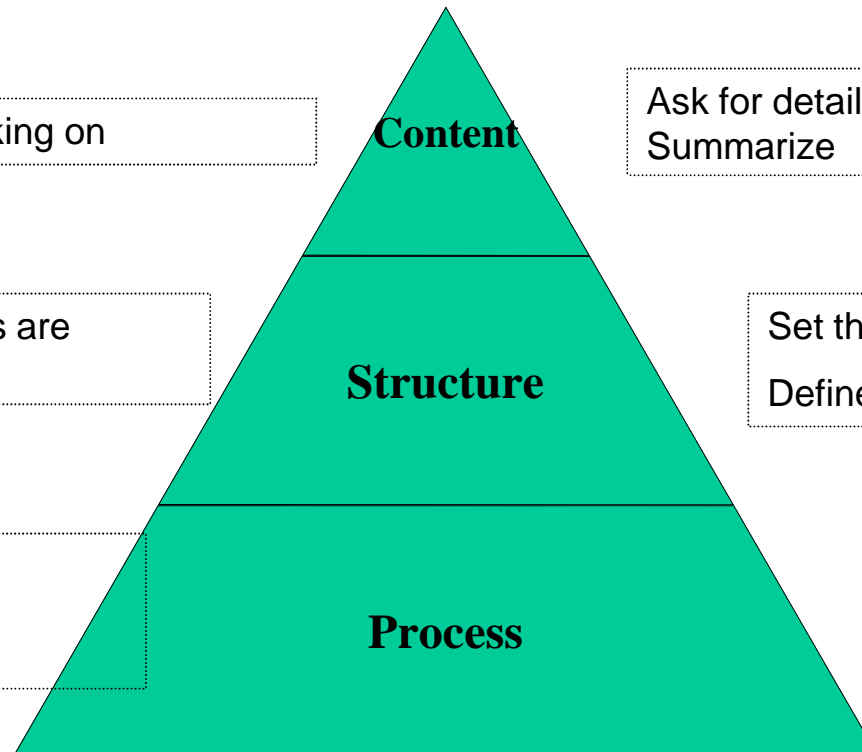 king on
Content
Ask for detail
Summarize
s are
Structure
Set th
Define
Process